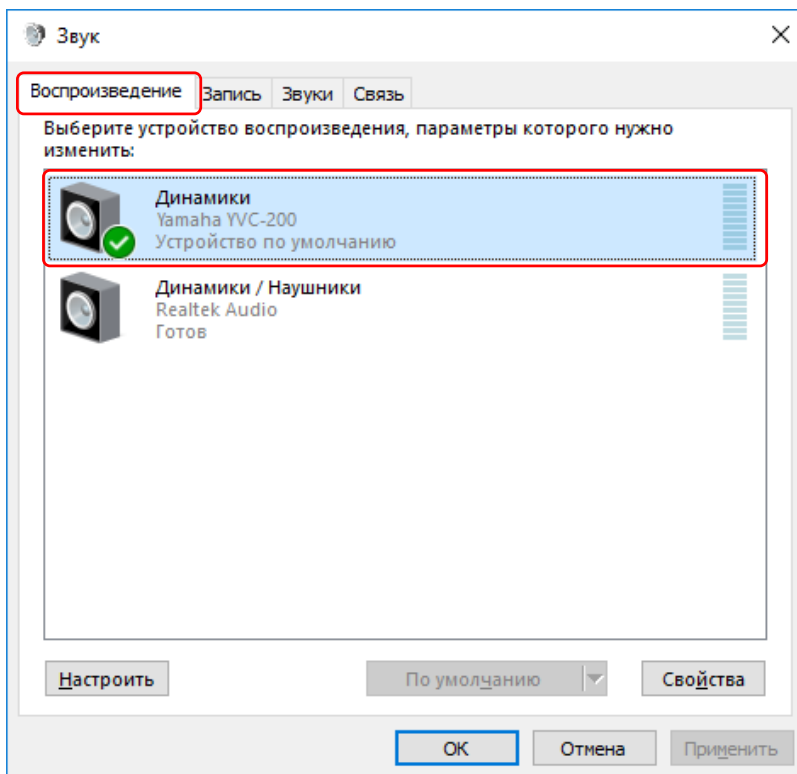 Звук
Воспроизведение Запись Звуки Связь
Выберите устройство воспроизведения, параметры которого нужно
изменить:
Динамики
Yamaha YVC-200
Устройство по умолчанию
Динамики / Наушники
Realtek Audio
Готов
Настроить По умолчанию Свойства
OK Отмена Применить